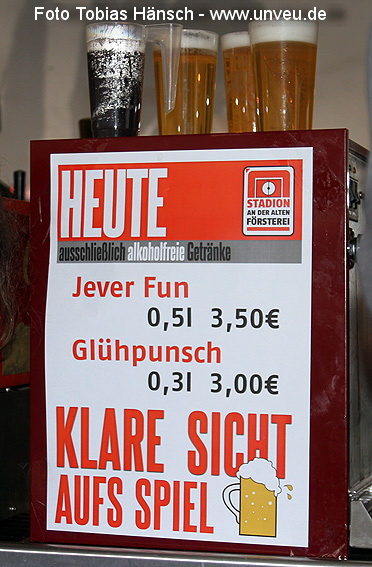 Foto Tobias Hänsch - www.unveu.de
HEUTE
STADION
AN DER ALTEN
FÖRSTEREI
ausschließlich alkoholfreie Getränke
Jever Fun
0,5l 3,50€
Glühpunsch
0,3l 3,00€
KLARE SICHT
AUFS SPIEL